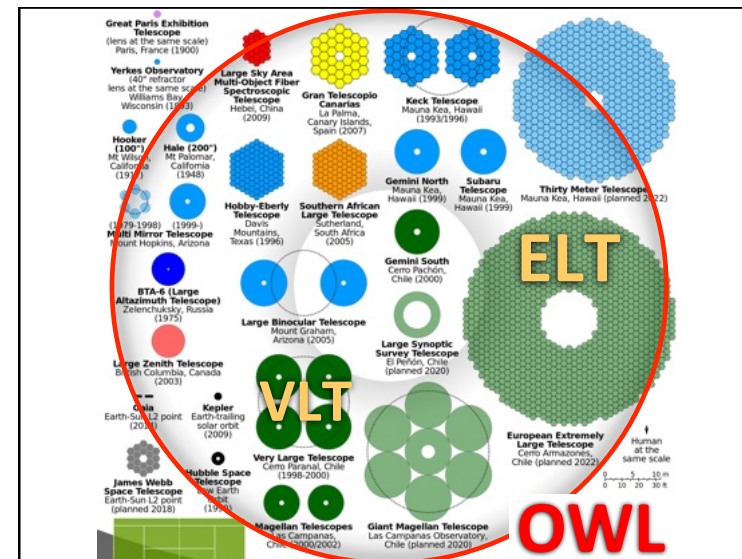 Great Paris Exhibition
Telescope
(lens at the same scale)
Paris, France (1900)
Yerkes Observatory
(40" refractor
lens at the same scale)
Williams Bay,
Wisconsin (1893)
Hooker
(100")
Mt Wilson,
California
Hale (200")
Mt Palomar,
California
(1948)
(1979-1998)
(1999-)
Multi Mirror Telescope
Mount Hopkins, Arizona
BTA-6 (Large
Altazimuth Telescope)
Zelenchuksky, Russia
(1975)
Large Zenith Telescope
British Columbia, Canada
(2003)
Gaia
Earth-Sun L2 point
Kepler
Earth-trailing
solar orbit
(2009)
James Webb
Space Telescope
Earth-Sun L2 point
(planned 2018)
Hubble Space
Telescope
Low Earth
Orbit
Large Sky Area
Multi-Object Fiber
Spectroscopic
Telescope
Hebei, China
(2009)
Gran Telescopio
Canarias
La Palma,
Canary Islands,
Spain (2007)
Keck Telescope
Mauna Kea, Hawaii
(1993/1996)
Hobby-Eberly
Telescope
Davis
Mountains,
Texas (1996)
Southern African
Large Telescope
Sutherland,
South Africa
(2005)
Gemini North
Mauna Kea,
Hawaii (1999)
Subaru
Telescope
Mauna Kea,
Hawaii (1999)
Thirty Meter Telescope
Mauna Kea, Hawaii (planned 2022)
Gemini South
Cerro Pachón,
Chile (2000)
ELT
Large Binocular Telescope
Mount Graham,
Arizona (2005)
Large Synoptic
Survey Telescope
El Peñón, Chile
(planned 2020)
VLT
Very Large Telescope
Cerro Paranal, Chile
(1998-2000)
Magellan Telescopes
Las Campanas,
Chile (2000/2002)
Giant Magellan Telescope
Las Campanas Observatory,
Chile (planned 2020)
European Extremely
Large Telescope
Cerro Armazones,
Chile (planned 2022)
Human
at the
same scale
0 5 10 m
0 10 20 30 ft
OWL